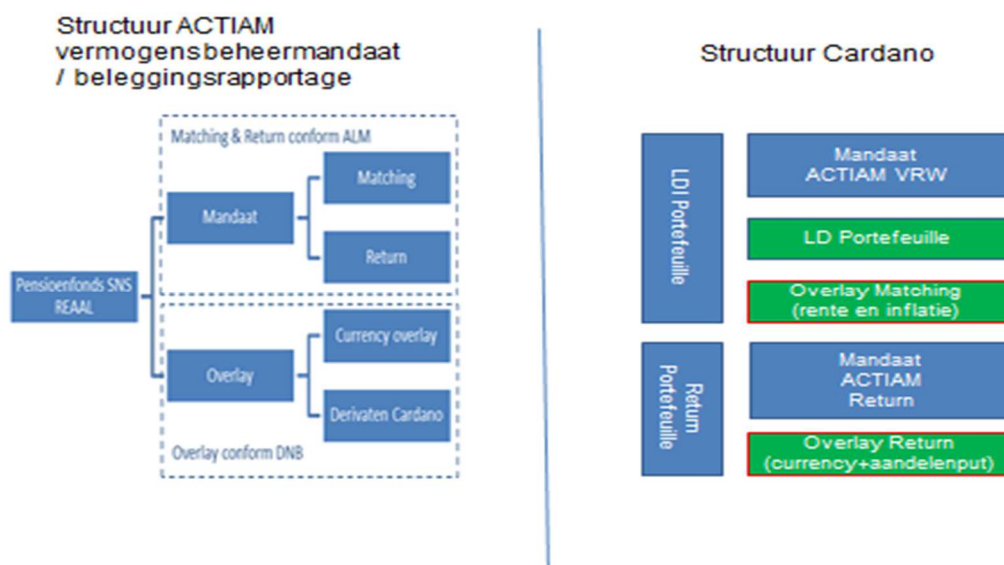 Structuur ACTIAM
vermogensbeheermandaat
/ beleggingsrapportage
Matching & Return conform ALM
Matching
Mandaat
Return
Pensioenfonds SNS
REAAL
Currency overlay
Overlay
Derivaten Cardano
Overlay conform DNB
Structuur Cardano
LDI Portefeuille
Mandaat
ACTIAM VRW
LD Portefeuille
Overlay Matching
(rente en inflatie)
Return
Portefeuille
Mandaat
ACTIAM
Return
Overlay Return
(currency+aandelenput)